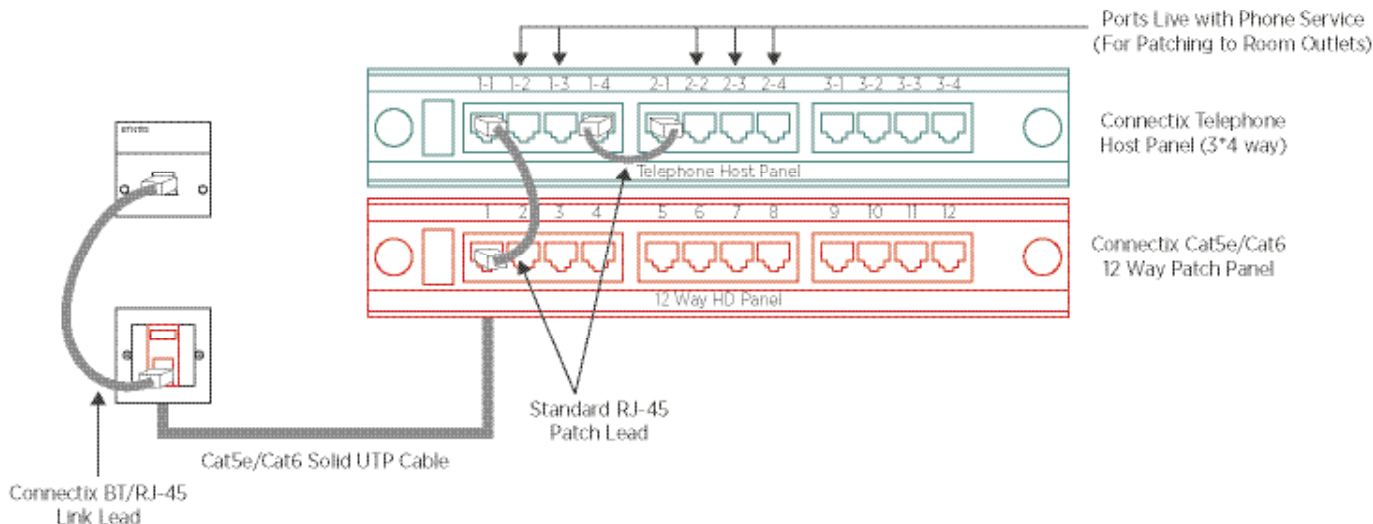 Ports Live with Phone Service
(For Patching to Room Outlets)
1-1 1-2 1-3 1-4 2-1 2-2 2-3 2-4 3-1 3-2 3-3 3-4
Connectix Telephone
Host Panel (3*4 way)
Telephone Host Panel
1 2 3 4 5 6 7 8 9 10 11 12
Connectix Cat5e/Cat6
12 Way Patch Panel
12 Way HD Panel
Standard RJ-45
Patch Lead
Cat5e/Cat6 Solid UTP Cable
Connectix BT/RJ-45
Link Lead